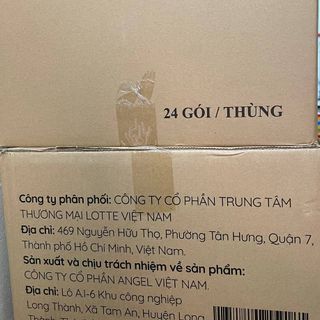 24 GÓI / THÙNG
Công ty phân phối: CÔNG TY CỔ PHẦN TRUNG TÂM
THƯƠNG MẠI LOTTE VIỆT NAM
Địa chỉ: 469 Nguyễn Hữu Thọ, Phường Tân Hưng, Quận 7,
Thành phố Hồ Chí Minh, Việt Nam.
Sản xuất và chịu trách nhiệm về sản phẩm:
CÔNG TY CỔ PHẦN ANGEL VIỆT NAM
Địa chỉ: Lô A.I-6 Khu công nghiệp
Long Thành, Xã Tam An, Huyện Long